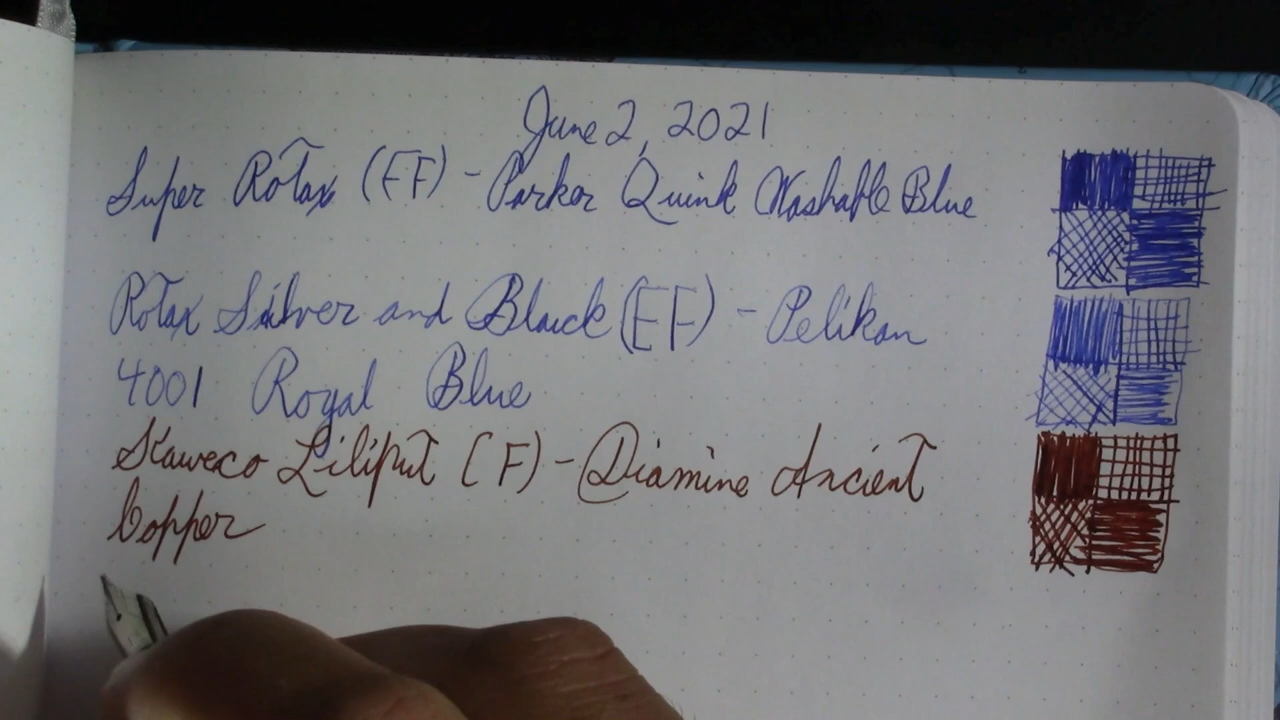 June 2, 2021
Super Rotax (EF) - Parker Quink Washable Blue
Rotax Silver and Black (EF) - Pelikan
4001 Royal Blue
Kaweco Liliput (F) - Diamine Ancient
Copper